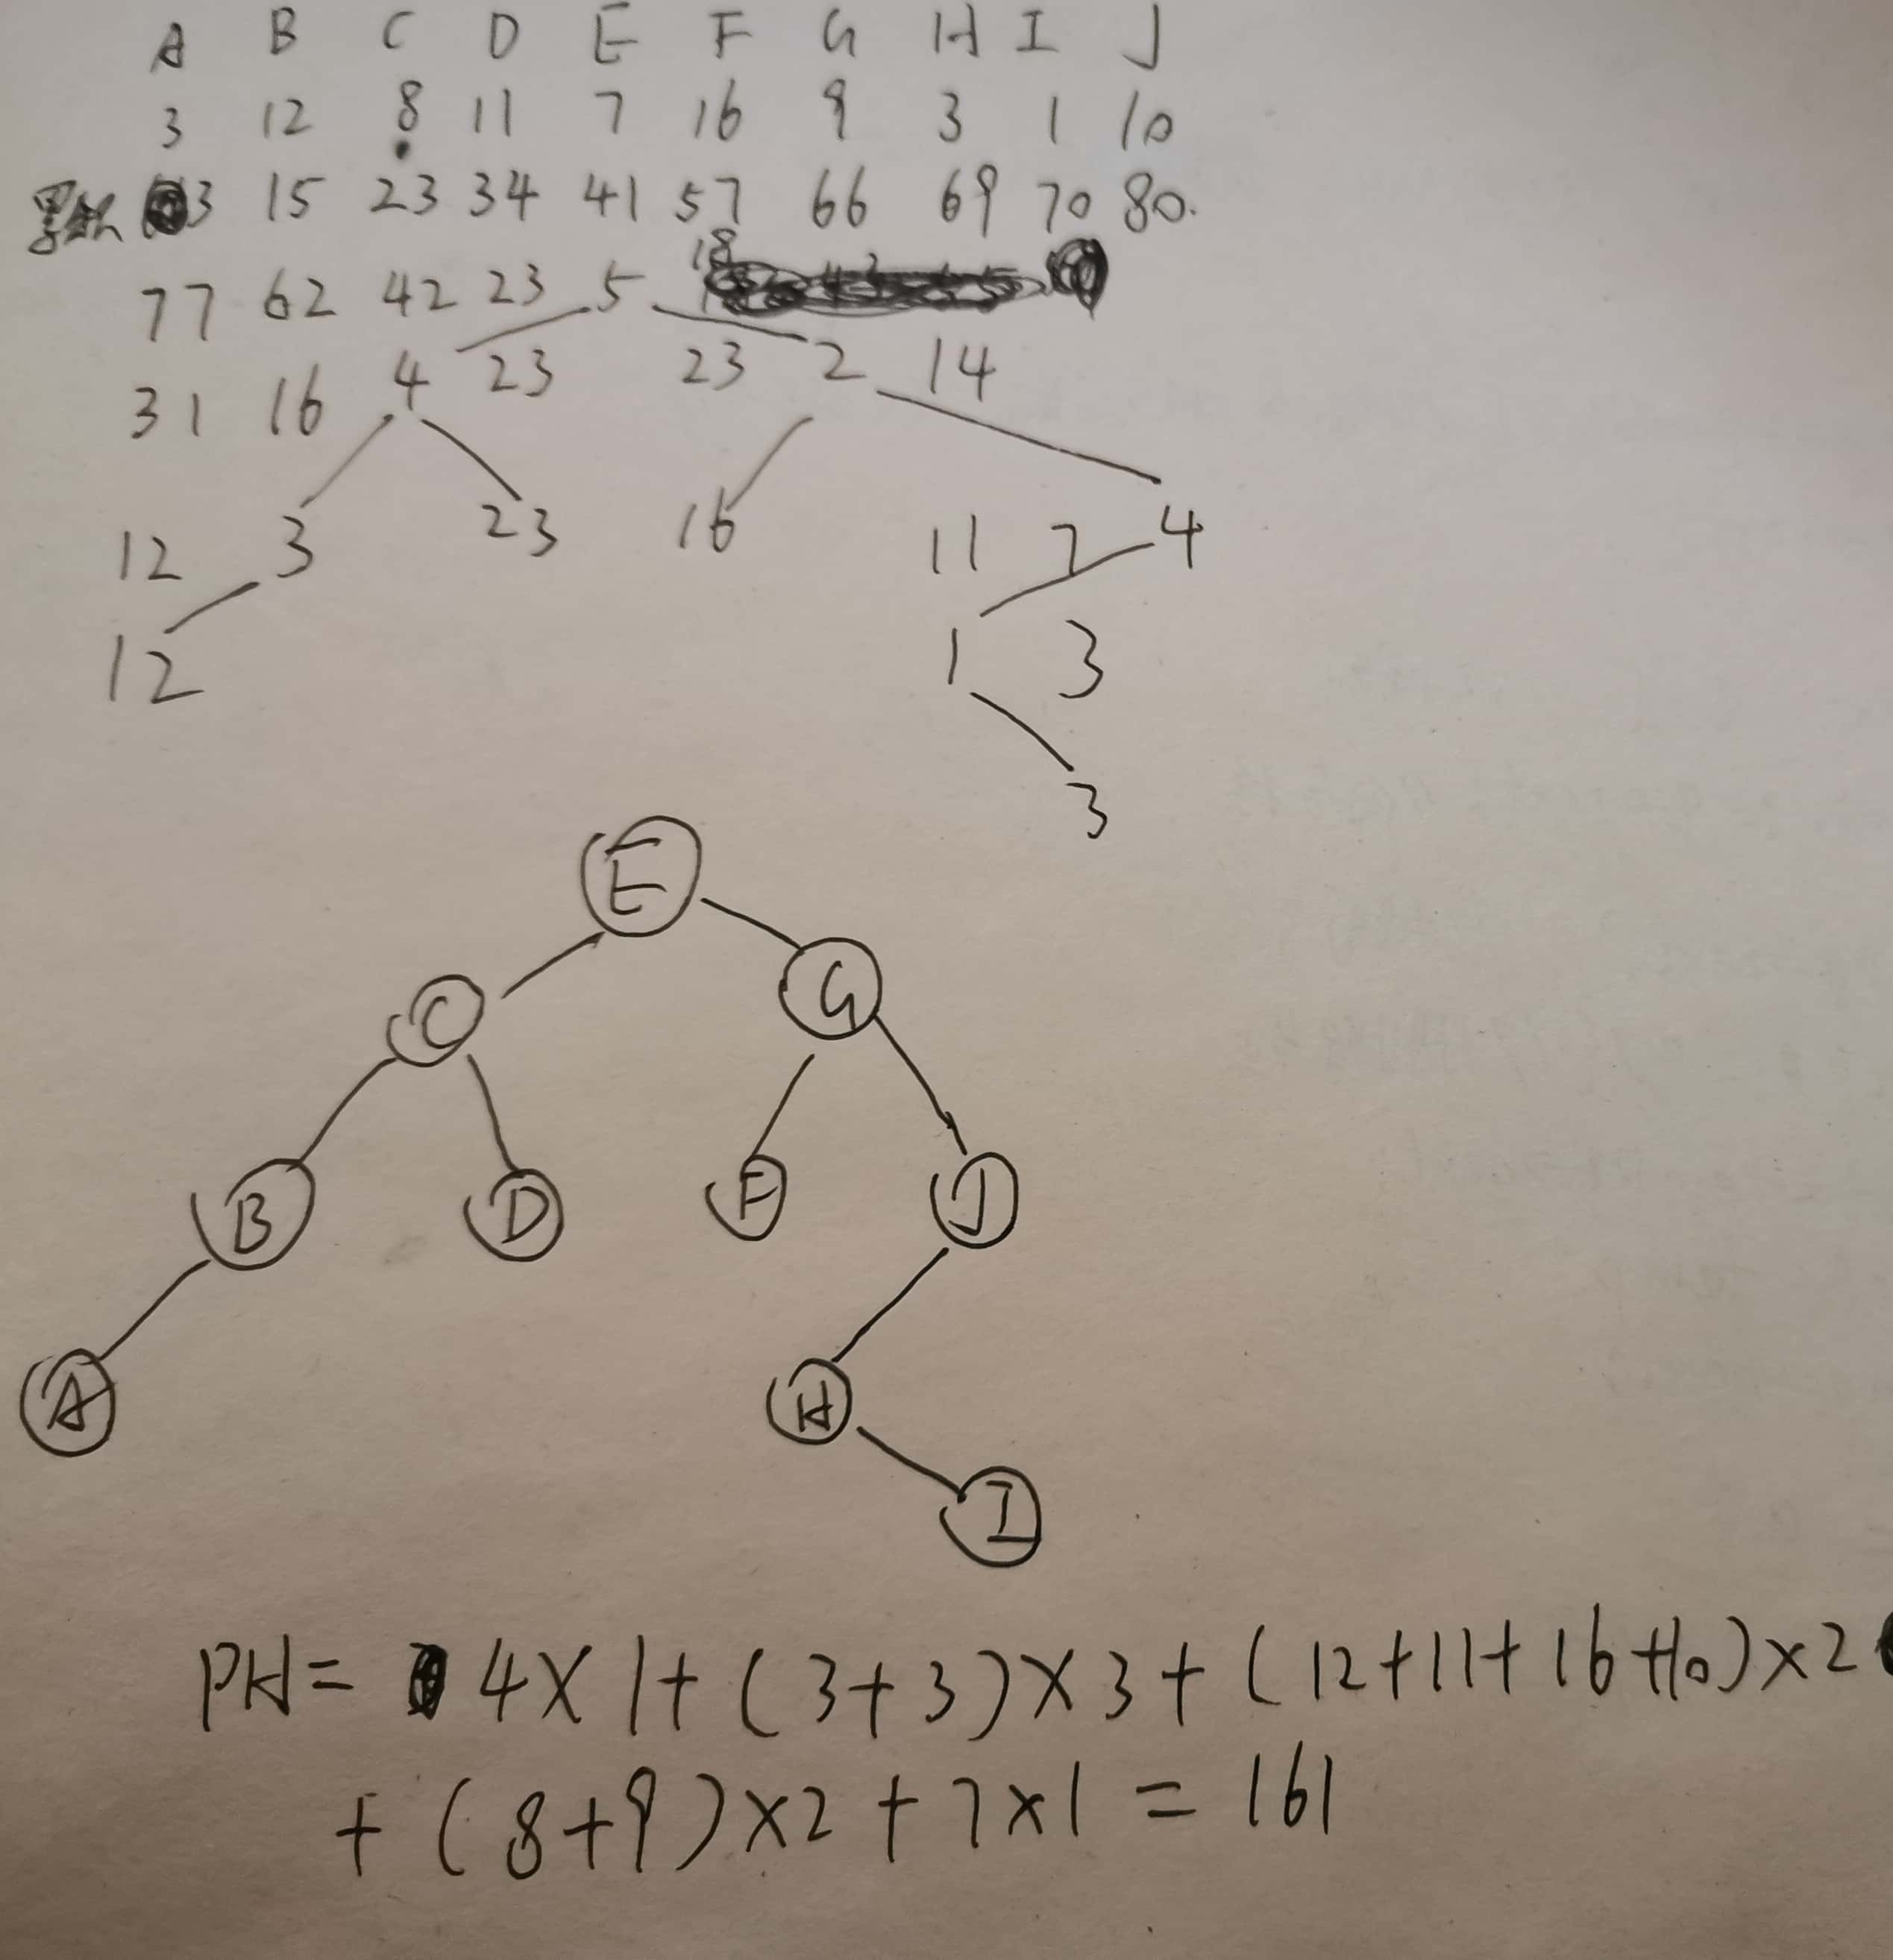 A B C D E F G H I J
3 12 8 11 7 16 9 3 1 10
累加 3 15 23 34 41 57 66 69 70 80.
77 62 42 23 5 18
31 16 4 23 23 2 14
12 3 23 16 11 7 4
12 1 3
3
E
C G
B D F J
A H
I
PH= 4×1+(3+3)×3+(12+11+16+10)×2
+(8+9)×2+7×1=161